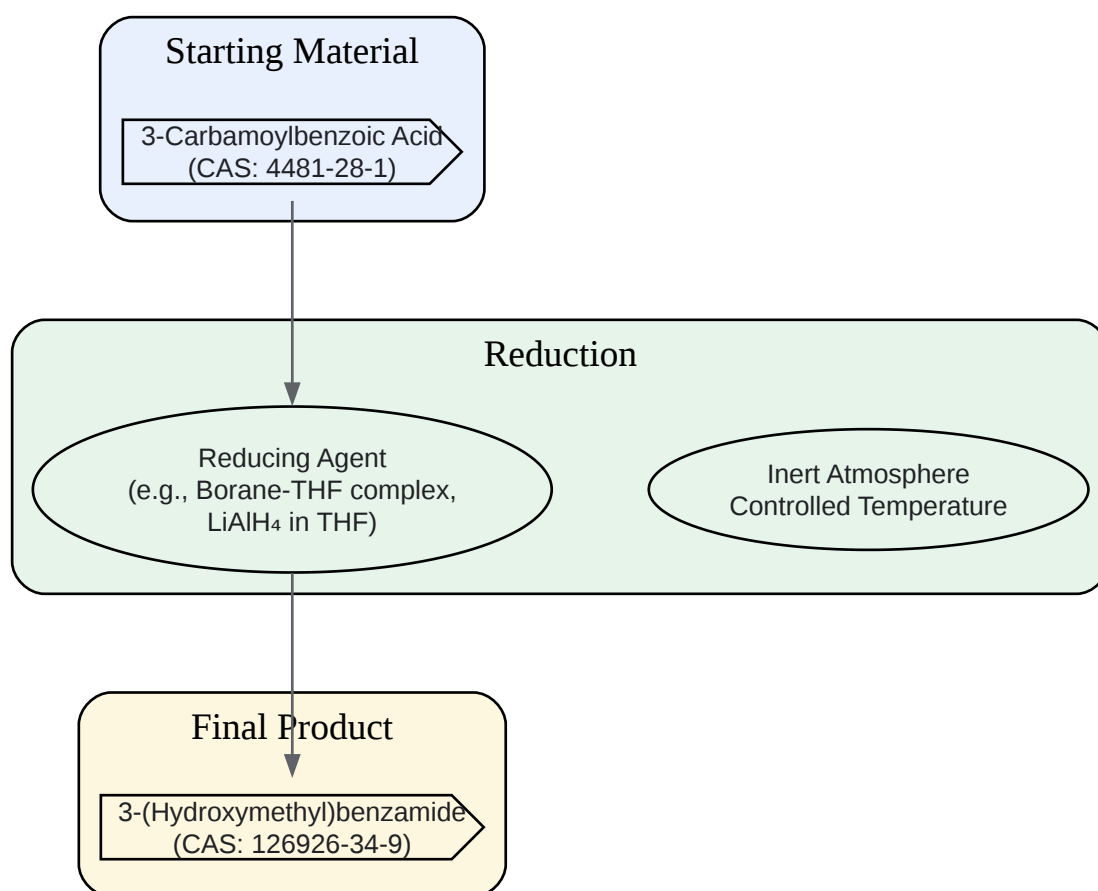 Starting Material
3-Carbamoylbenzoic Acid
(CAS: 4481-28-1)
Reduction
Reducing Agent
(e.g., Borane-THF complex,
LiAlH₄ in THF)
Inert Atmosphere
Controlled Temperature
Final Product
3-(Hydroxymethyl)benzamide
(CAS: 126926-34-9)